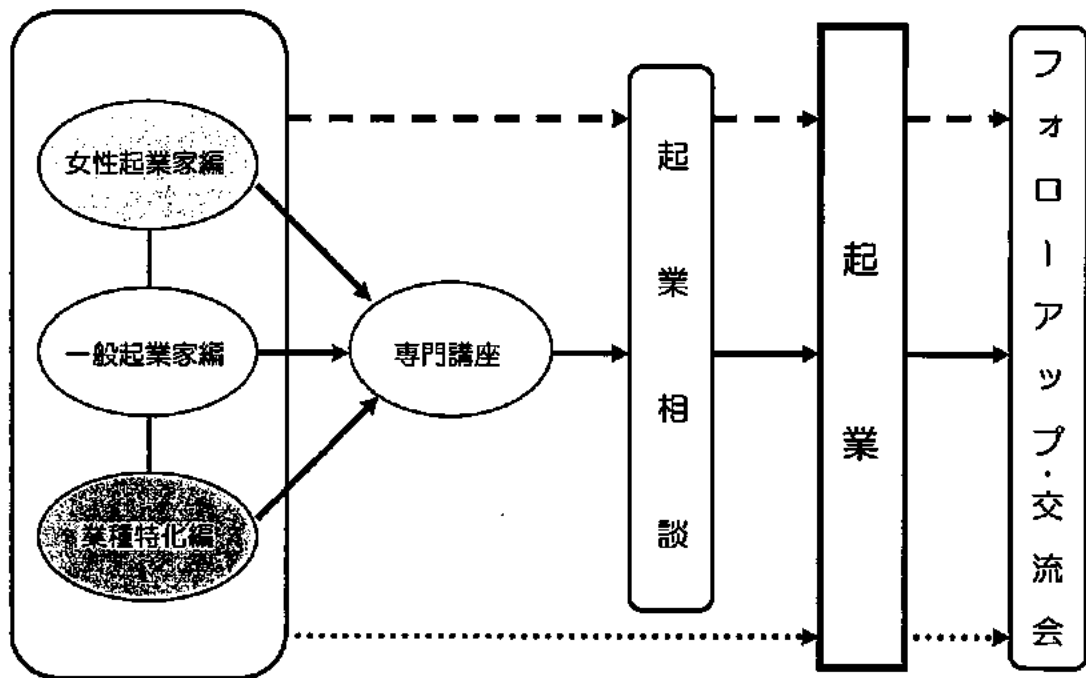 女性起業家編
一般起業家編
業種特化編
専門講座
起業相談
起業
フォローアップ・交流会